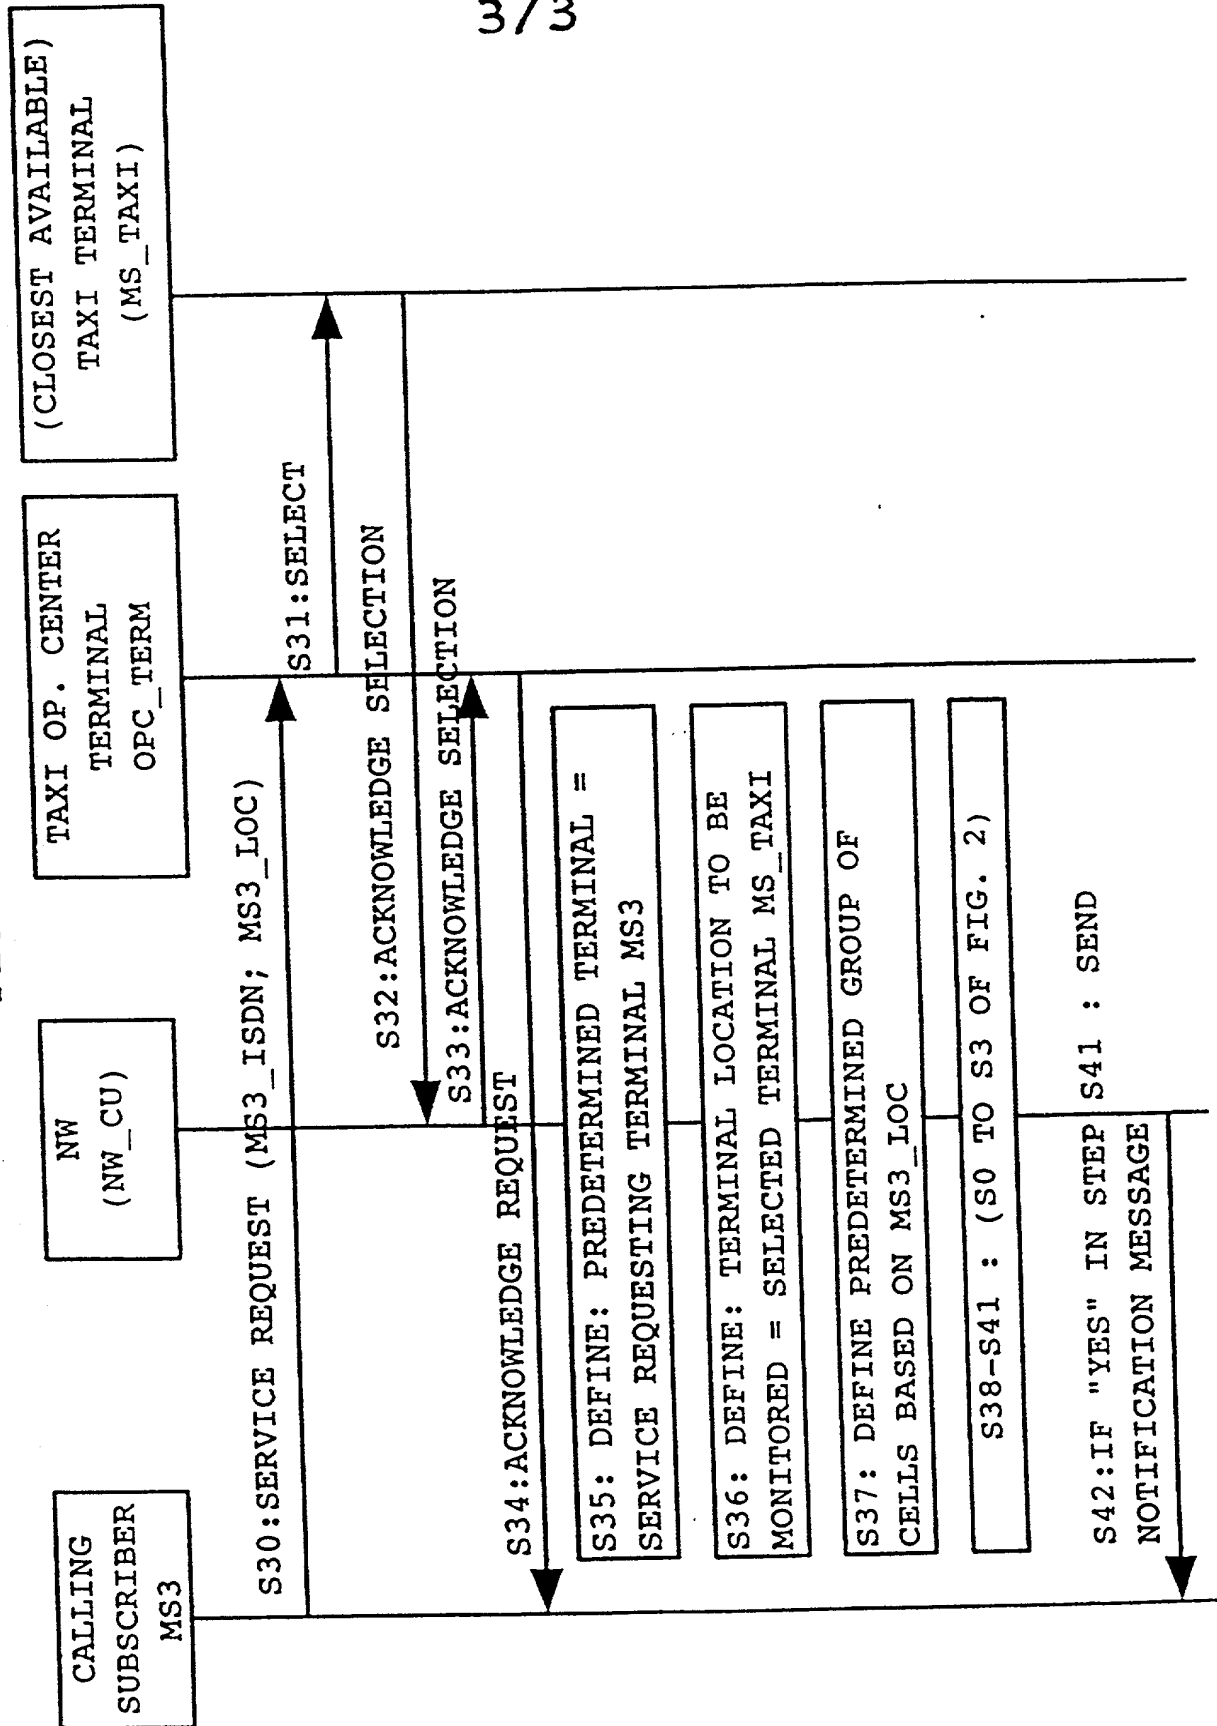 3/3
CALLING
SUBSCRIBER
MS3
NW
(NW_CU)
TAXI OP. CENTER
TERMINAL
OPC_TERM
(CLOSEST AVAILABLE)
TAXI TERMINAL
(MS_TAXI)
S30:SERVICE REQUEST (MS3_ISDN; MS3_LOC)
S31:SELECT
S32:ACKNOWLEDGE SELECTION
S33:ACKNOWLEDGE SELECTION
S34:ACKNOWLEDGE REQUEST
S35: DEFINE: PREDETERMINED TERMINAL =
SERVICE REQUESTING TERMINAL MS3
S36: DEFINE: TERMINAL LOCATION TO BE
MONITORED = SELECTED TERMINAL MS_TAXI
S37: DEFINE PREDETERMINED GROUP OF
CELLS BASED ON MS3_LOC
S38-S41 : (S0 TO S3 OF FIG. 2)
S42:IF "YES" IN STEP S41 : SEND
NOTIFICATION MESSAGE